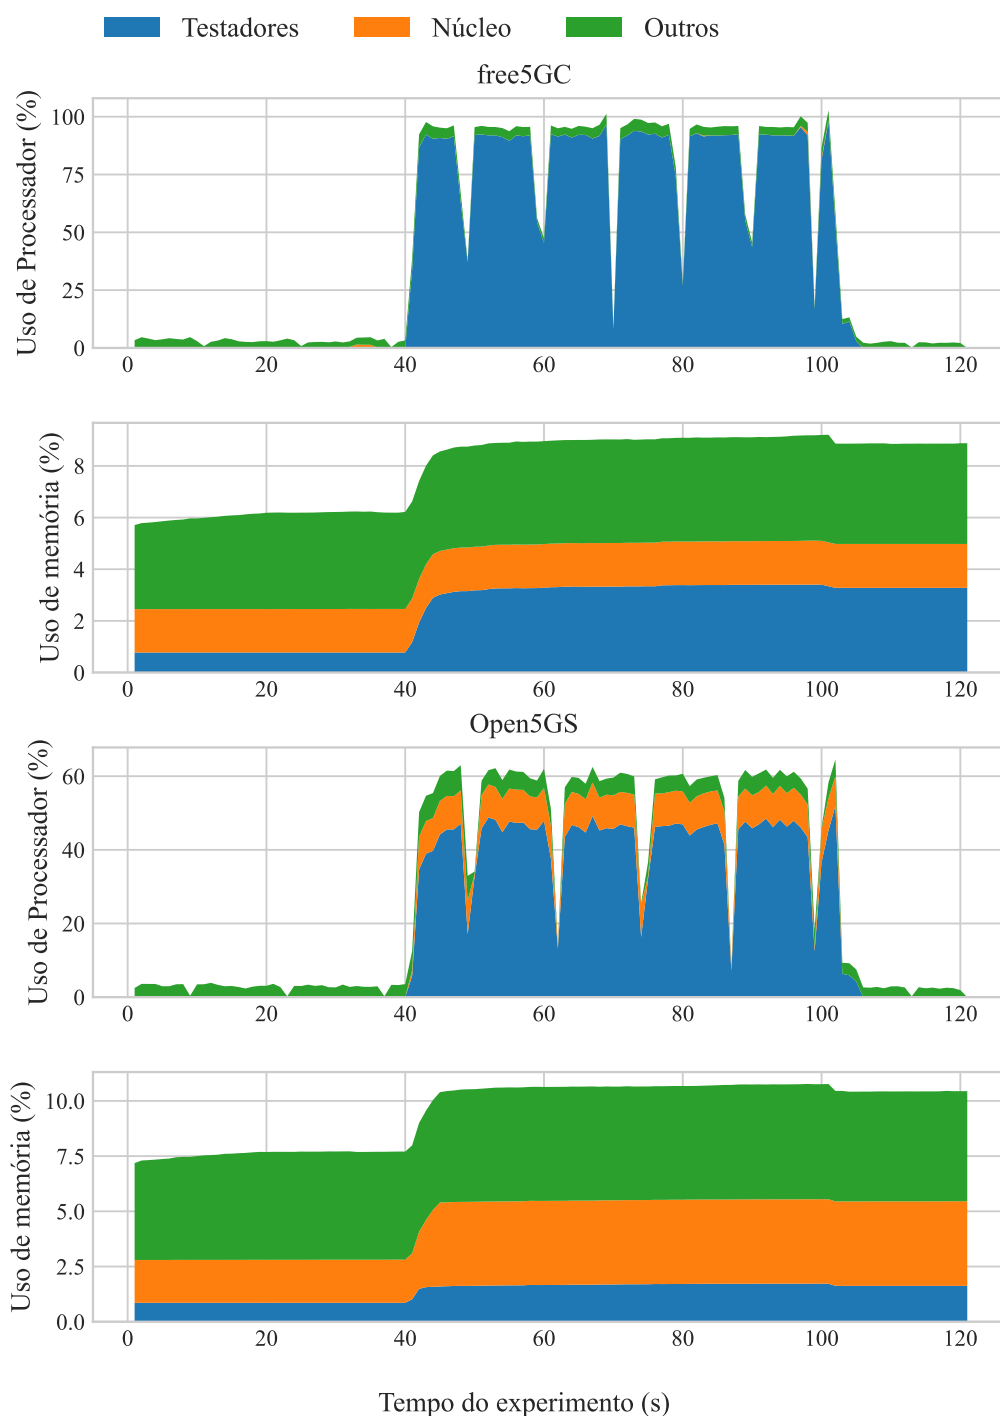 Testadores Núcleo Outros
free5GC
Uso de Processador (%)
100
75
50
25
0
0 20 40 60 80 100 120
Uso de memória (%)
8
6
4
2
0
0 20 40 60 80 100 120
Open5GS
Uso de Processador (%)
60
40
20
0
0 20 40 60 80 100 120
Uso de memória (%)
10.0
7.5
5.0
2.5
0.0
0 20 40 60 80 100 120
Tempo do experimento (s)